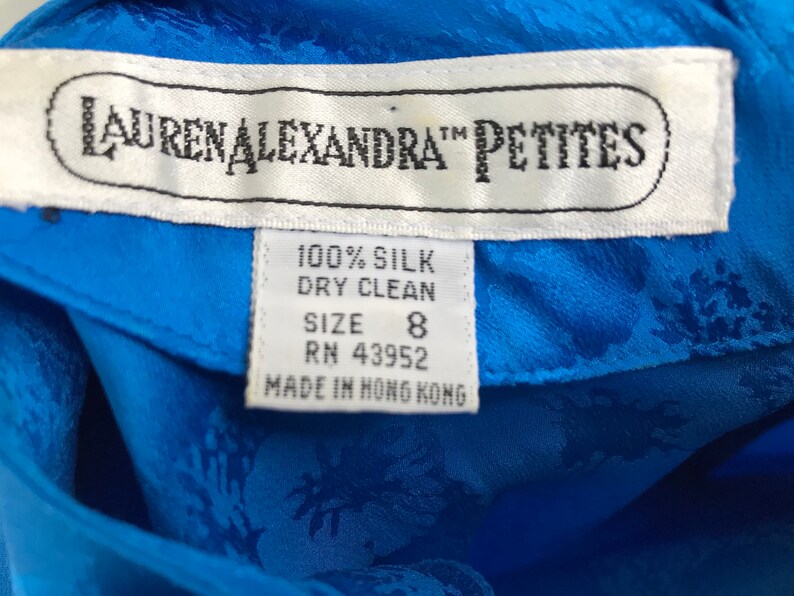 LAURENALEXANDRA™ PETITES
100% SILK
DRY CLEAN
SIZE 8
RN 43952
MADE IN HONG KONG